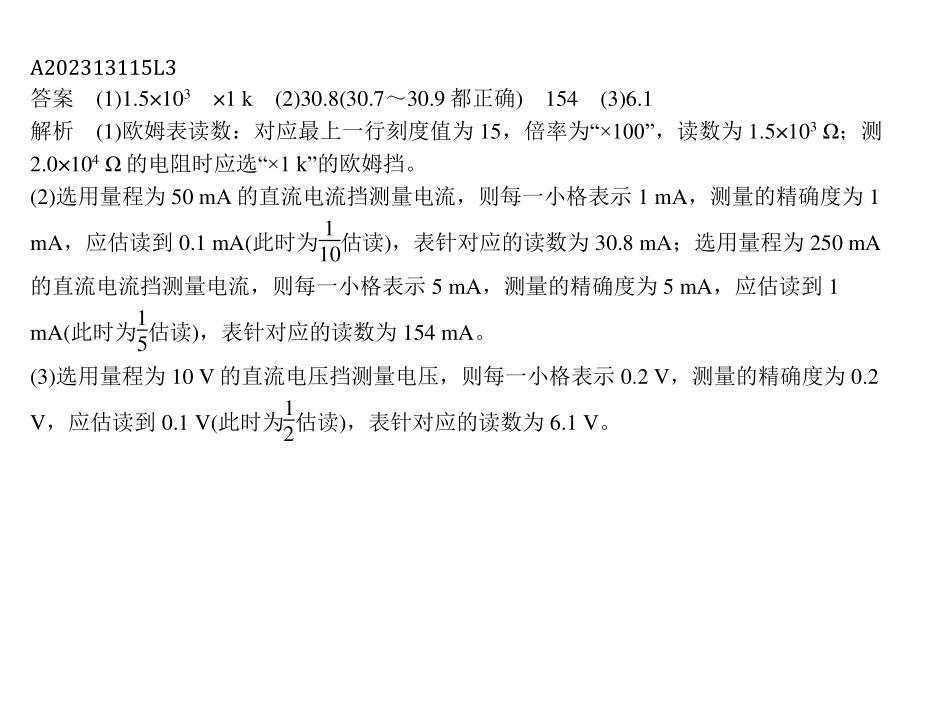 A202313115L3
答案　(1)1.5×10³　×1 k　(2)30.8(30.7～30.9 都正确)　154　(3)6.1
解析　(1)欧姆表读数：对应最上一行刻度值为 15，倍率为“×100”，读数为 1.5×10³ Ω；测
2.0×10⁴ Ω 的电阻时应选“×1 k”的欧姆挡。
(2)选用量程为 50 mA 的直流电流挡测量电流，则每一小格表示 1 mA，测量的精确度为 1
mA，应估读到 0.1 mA(此时为1/10估读)，表针对应的读数为 30.8 mA；选用量程为 250 mA
的直流电流挡测量电流，则每一小格表示 5 mA，测量的精确度为 5 mA，应估读到 1
mA(此时为1/5估读)，表针对应的读数为 154 mA。
(3)选用量程为 10 V 的直流电压挡测量电压，则每一小格表示 0.2 V，测量的精确度为 0.2
V，应估读到 0.1 V(此时为1/2估读)，表针对应的读数为 6.1 V。